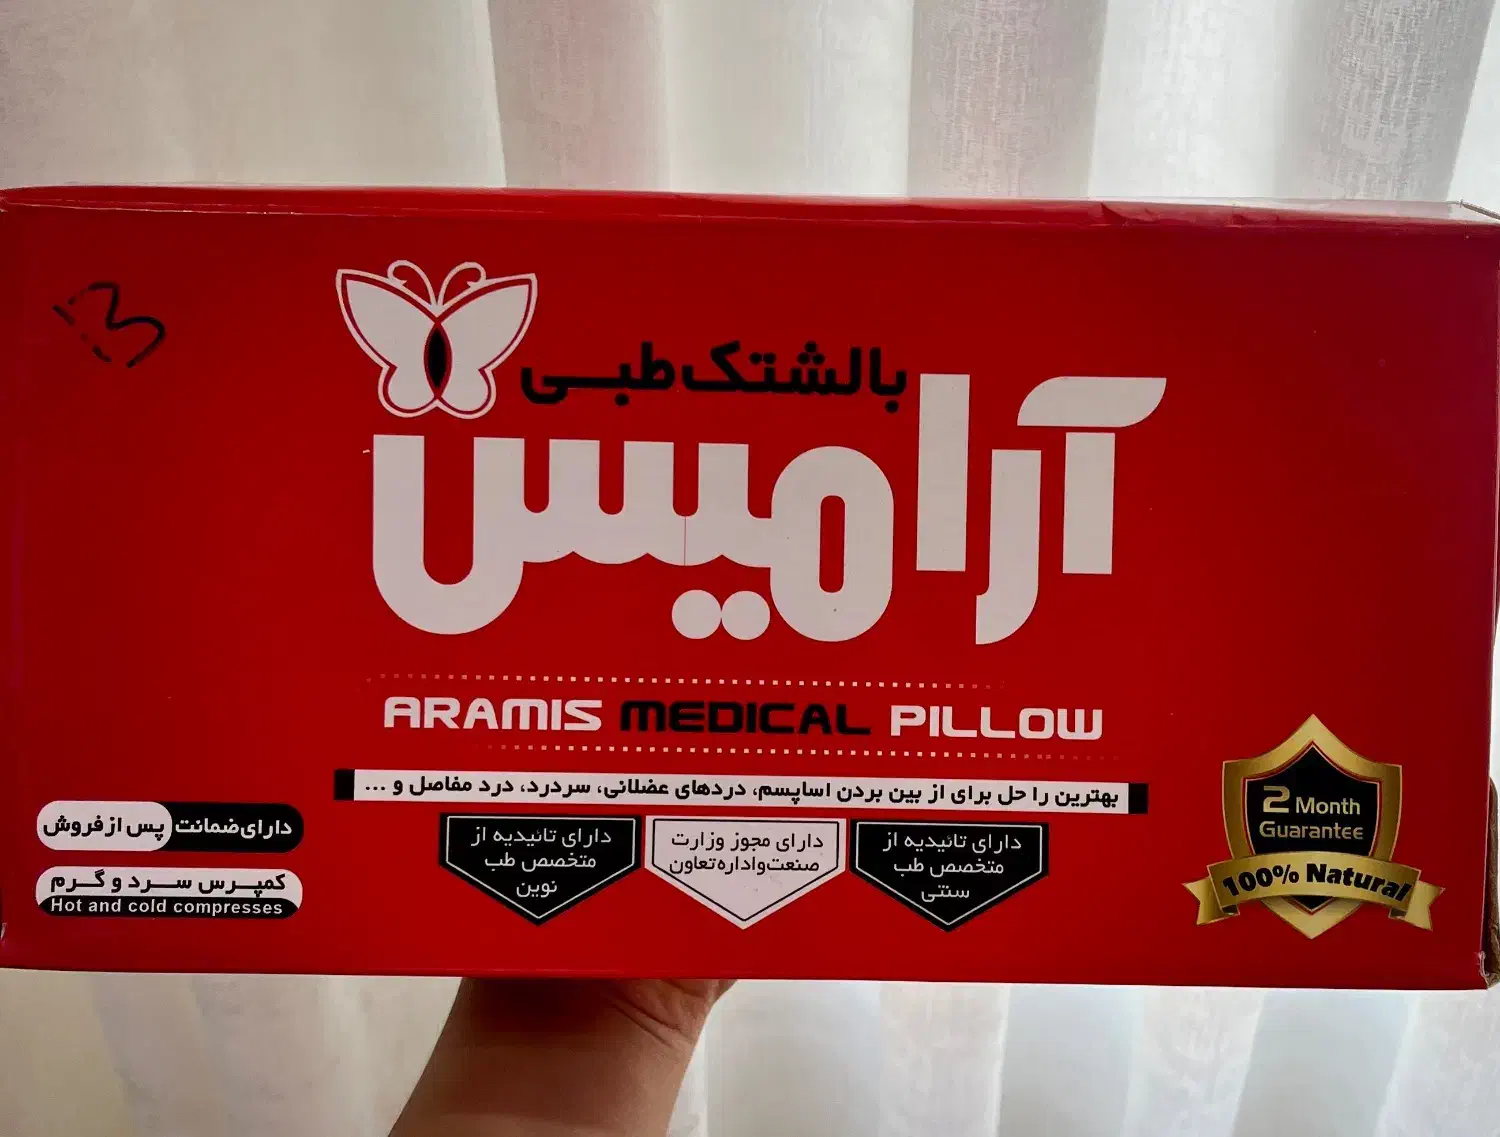 بالشتک طبی
آرامیس
ARAMIS MEDICAL PILLOW
بهترین را حل برای از بین بردن اساپسم، دردهای عضلانی، سردرد، درد مفاصل و ...
دارای تائیدیه از
متخصص طب
سنتی
دارای مجوز وزارت
صنعت واداره تعاون
دارای تائیدیه از
متخصص طب
نوین
دارای ضمانت پس از فروش
کمپرس سرد و گرم
Hot and cold compresses
2 Month
Guarantee
100% Natural